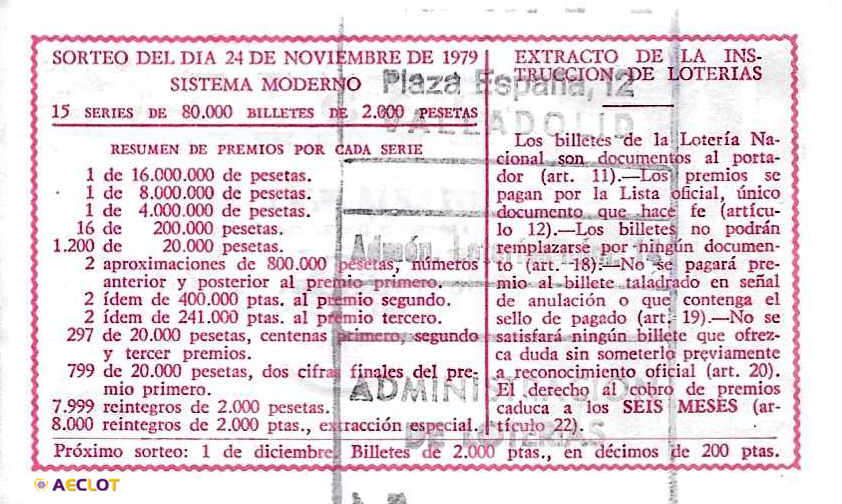 SORTEO DEL DIA 24 DE NOVIEMBRE DE 1979
SISTEMA MODERNO
15 SERIES DE 80.000 BILLETES DE 2.000 PESETAS
RESUMEN DE PREMIOS POR CADA SERIE
1 de 16.000.000 de pesetas.
1 de 8.000.000 de pesetas.
1 de 4.000.000 de pesetas.
16 de 200.000 pesetas.
1.200 de 20.000 pesetas.
2 aproximaciones de 800.000 pesetas, números
anterior y posterior al premio primero.
2 ídem de 400.000 ptas. al premio segundo.
2 ídem de 241.000 ptas. al premio tercero.
297 de 20.000 pesetas, centenas primero, segundo
y tercer premios.
799 de 20.000 pesetas, dos cifras finales del pre-
mio primero.
7.999 reintegros de 2.000 pesetas.
8.000 reintegros de 2.000 ptas., extracción especial.
EXTRACTO DE LA INS-
TRUCCION DE LOTERIAS
Los billetes de la Lotería Na-
cional son documentos al porta-
dor (art. 11).—Los premios se
pagan por la Lista oficial, único
documento que hace fe (artícu-
lo 12).—Los billetes no podrán
remplazarse por ningún documen-
to (art. 18).—No se pagará pre-
mio al billete taladrado en señal
de anulación o que contenga el
sello de pagado (art. 19).—No se
satisfará ningún billete que ofrez-
ca duda sin someterlo previamente
a reconocimiento oficial (art. 20).
El derecho al cobro de premios
caduca a los SEIS MESES (ar-
tículo 22).
Próximo sorteo: 1 de diciembre. Billetes de 2.000 ptas., en décimos de 200 ptas.
Plaza España, 12
VALLADOLID
Admón.
ADMINISTRACION
DE LOTERIAS
AECLOT